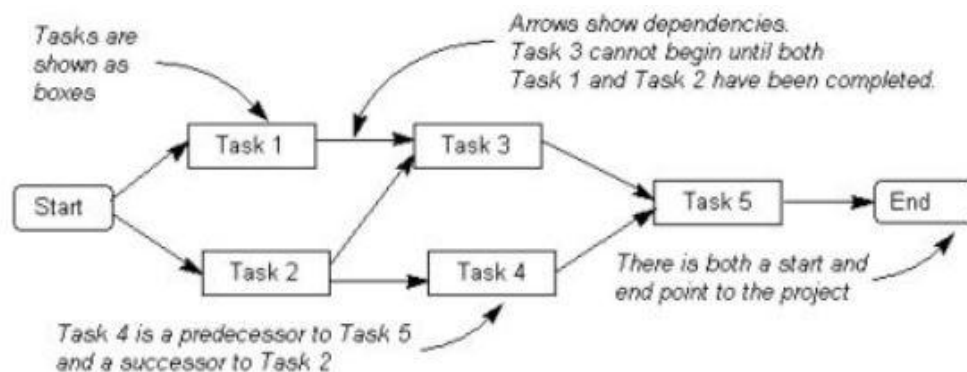 Tasks are
shown as
boxes
Arrows show dependencies.
Task 3 cannot begin until both
Task 1 and Task 2 have been completed.
Task 1
Task 3
Start
Task 5
End
Task 2
Task 4
There is both a start and
end point to the project
Task 4 is a predecessor to Task 5
and a successor to Task 2